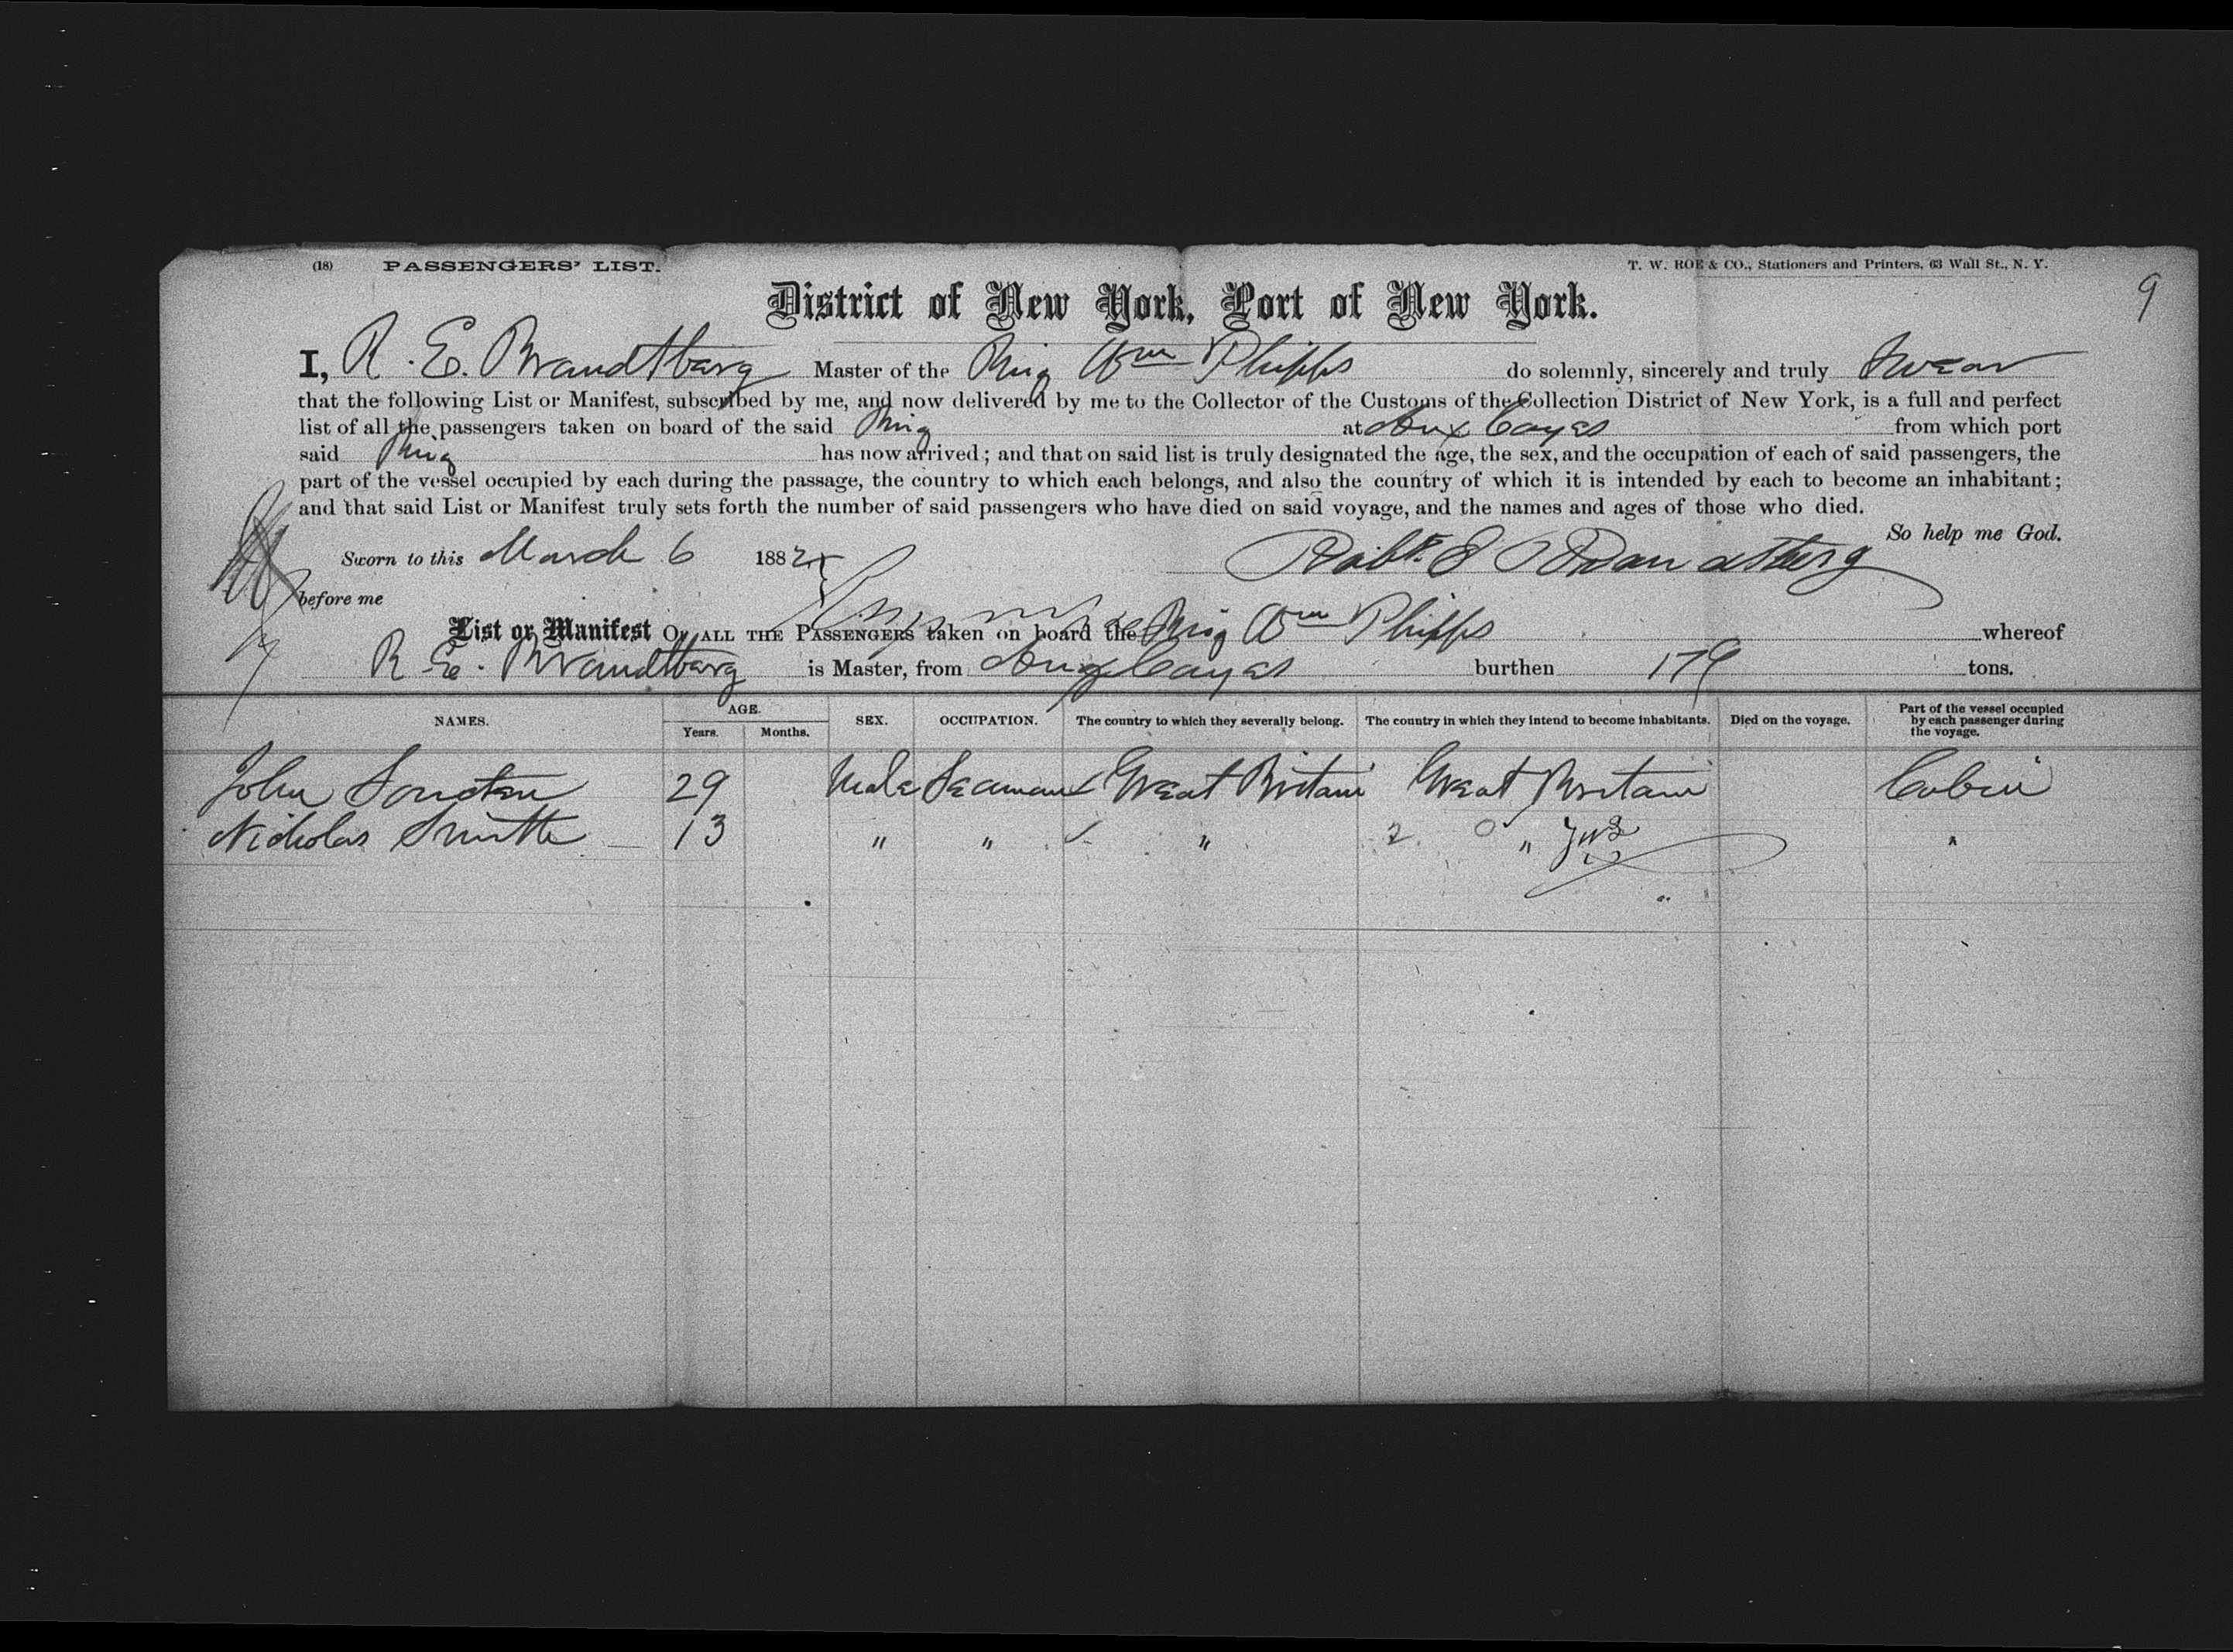 (18) PASSENGERS' LIST. T. W. ROE & CO., Stationers and Printers, 63 Wall St., N. Y.
9
District of New York, Port of New York.
I, R. E. Brandtberg Master of the Brig Wm Phipps do solemnly, sincerely and truly Swear
that the following List or Manifest, subscribed by me, and now delivered by me to the Collector of the Customs of the Collection District of New York, is a full and perfect
list of all the passengers taken on board of the said Brig at Aux Cayes from which port
said Brig has now arrived; and that on said list is truly designated the age, the sex, and the occupation of each of said passengers, the
part of the vessel occupied by each during the passage, the country to which each belongs, and also the country of which it is intended by each to become an inhabitant;
and that said List or Manifest truly sets forth the number of said passengers who have died on said voyage, and the names and ages of those who died.
So help me God.
Sworn to this March 6 1882 Robt. E Brandtberg
before me
List or Manifest OF ALL THE PASSENGERS taken on board the Brig Wm Phipps whereof
R. E. Brandtberg is Master, from Aux Cayes burthen 179 tons.
NAMES. AGE. Years. Months. SEX. OCCUPATION. The country to which they severally belong. The country in which they intend to become inhabitants. Died on the voyage. Part of the vessel occupied by each passenger during the voyage.
John 29 Male Seaman Great Britain Great Britain Cabin
Nicholas Smith 13 " " " 2 0 " "